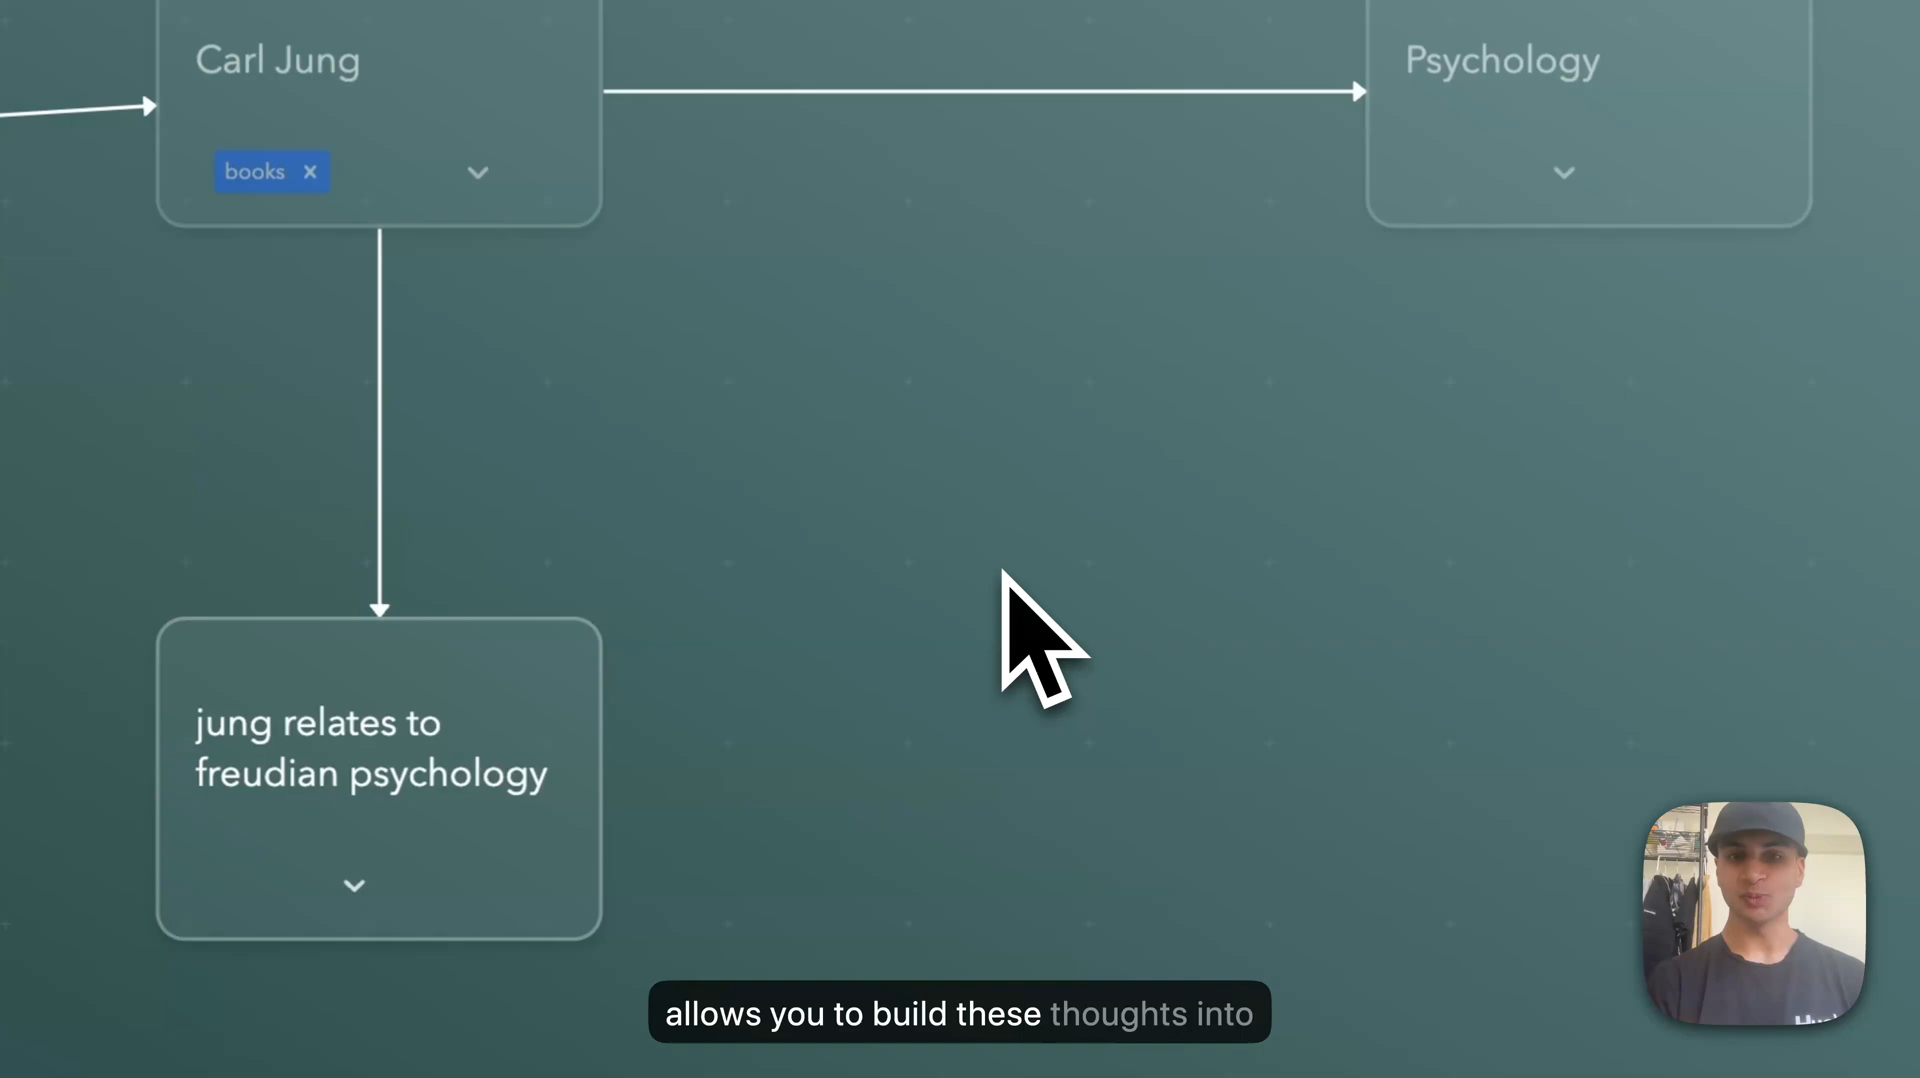 Carl Jung
Psychology
books x
jung relates to
freudian psychology
allows you to build these thoughts into